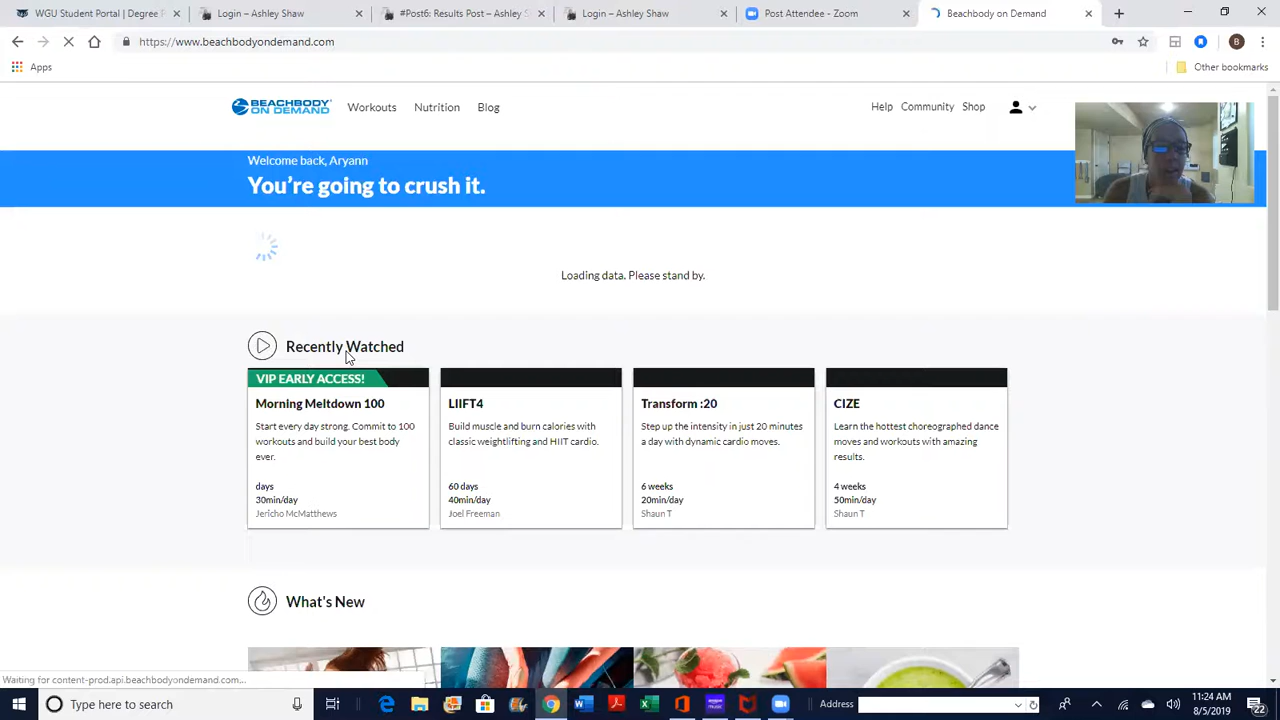 WGU Student Portal | Degree P
Login – Ashley Shaw
#Post6: Results Post – Ashley S
Login – Ashley Shaw
Post Attendee - Zoom
Beachbody on Demand
https://www.beachbodyondemand.com
B
Apps
Other bookmarks
BEACHBODY
ON DEMAND
Workouts
Nutrition
Blog
Help
Community
Shop
Welcome back, Aryann
You're going to crush it.
Loading data. Please stand by.
Recently Watched
VIP EARLY ACCESS!
Morning Meltdown 100
Start every day strong. Commit to 100
workouts and build your best body
ever.
days
30min/day
Jericho McMatthews
LIIFT4
Build muscle and burn calories with
classic weightlifting and HIIT cardio.
60 days
40min/day
Joel Freeman
Transform :20
Step up the intensity in just 20 minutes
a day with dynamic cardio moves.
6 weeks
20min/day
Shaun T
CIZE
Learn the hottest choreographed dance
moves and workouts with amazing
results.
4 weeks
50min/day
Shaun T
What's New
Waiting for content-prod.api.beachbodyondemand.com...
Type here to search
Address
11:24 AM
8/5/2019
22